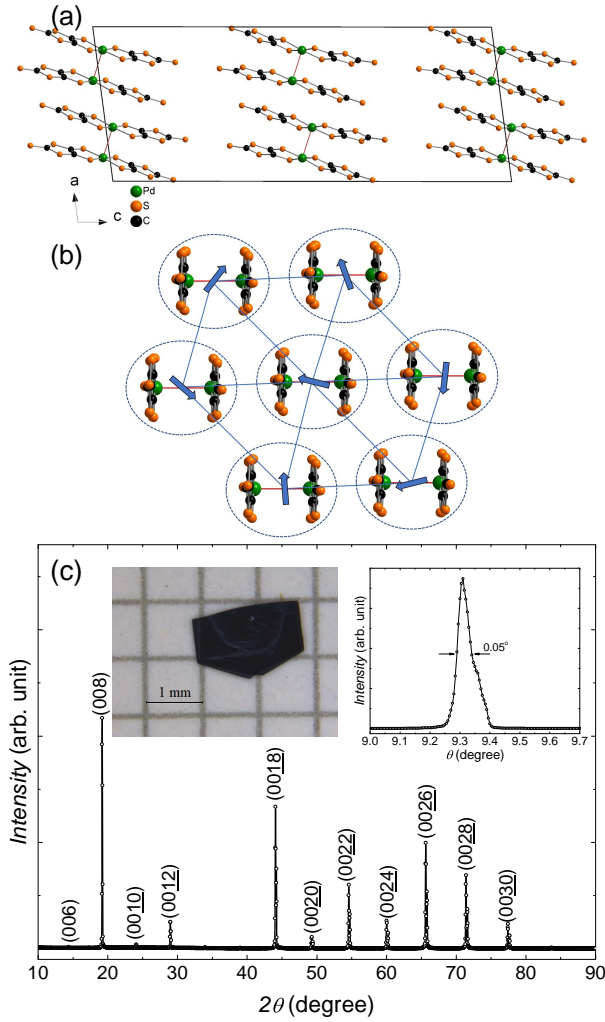 (a)
a
c
Pd
S
C
(b)
(c)
Intensity (arb. unit)
(006)
(008)
(0010)
(0012)
(0018)
(0020)
(0022)
(0024)
(0026)
(0028)
(0030)
1 mm
Intensity (arb. unit)
0.05°
9.0 9.1 9.2 9.3 9.4 9.5 9.6 9.7
θ (degree)
10 20 30 40 50 60 70 80 90
2θ (degree)